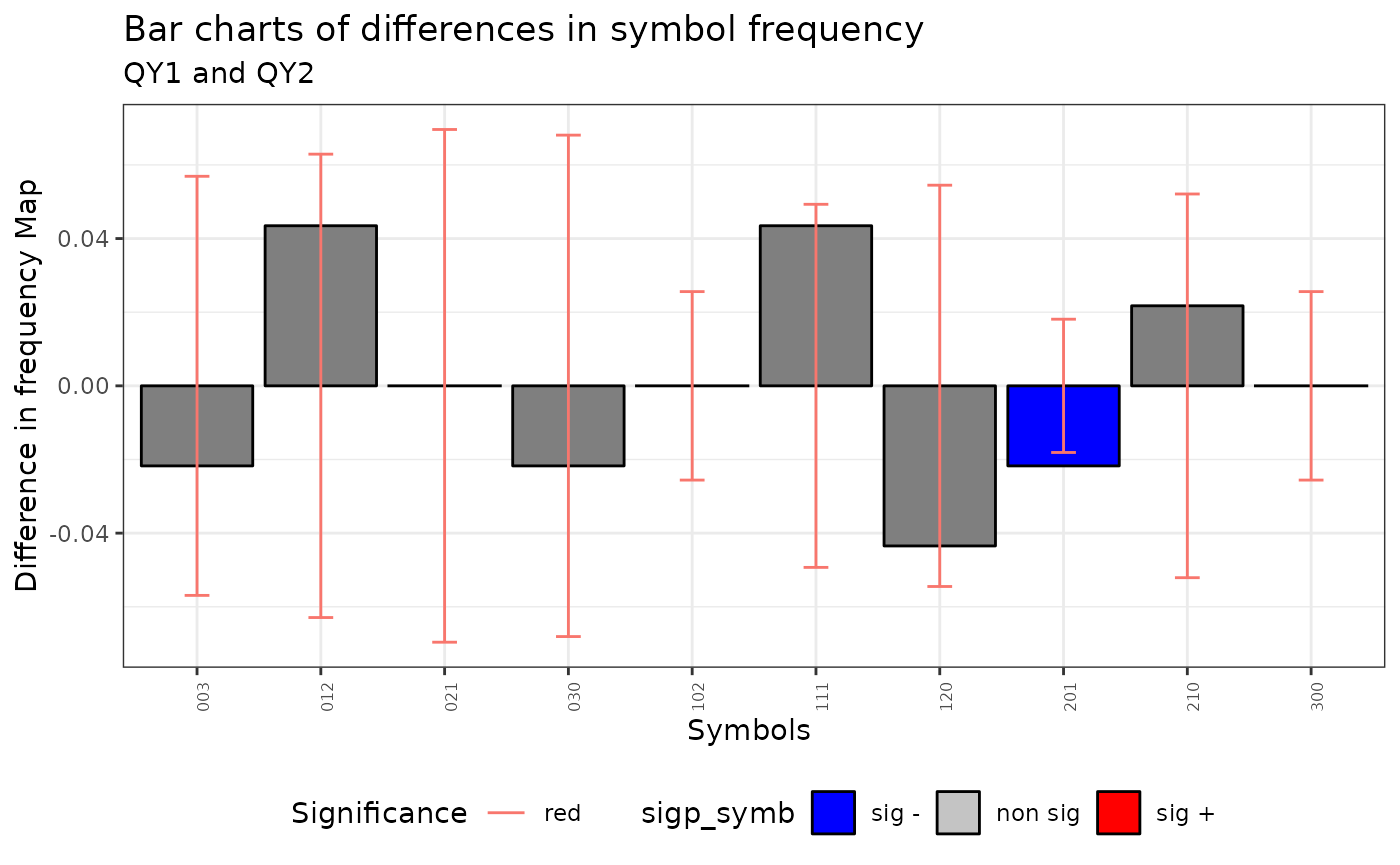 Bar charts of differences in symbol frequency
QY1 and QY2
Difference in frequency Map
0.04
0.00
-0.04
003 012 021 030 102 111 120 201 210 300
Symbols
Significance red sigp_symb sig - non sig sig +